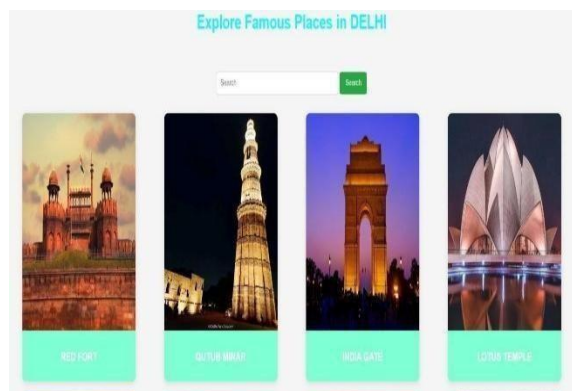 Explore Famous Places in DELHI
Search
Search
RED FORT
QUTUB MINAR
INDIA GATE
LOTUS TEMPLE